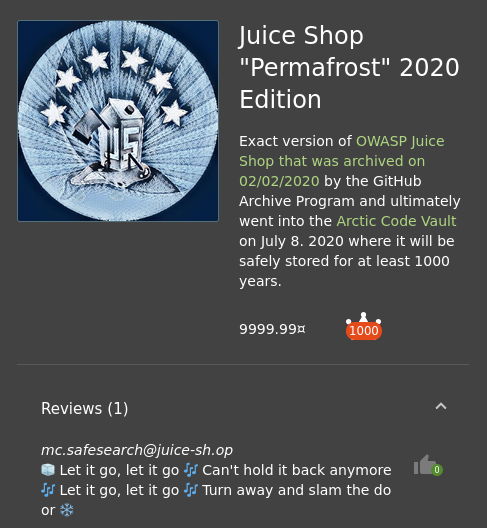 Juice Shop
"Permafrost" 2020
Edition
Exact version of OWASP Juice
Shop that was archived on
02/02/2020 by the GitHub
Archive Program and ultimately
went into the Arctic Code Vault
on July 8. 2020 where it will be
safely stored for at least 1000
years.
9999.99¤
1000
Reviews (1)
mc.safesearch@juice-sh.op
🧊 Let it go, let it go 🎶 Can't hold it back anymore
🎶 Let it go, let it go 🎶 Turn away and slam the do
or ❄️
0